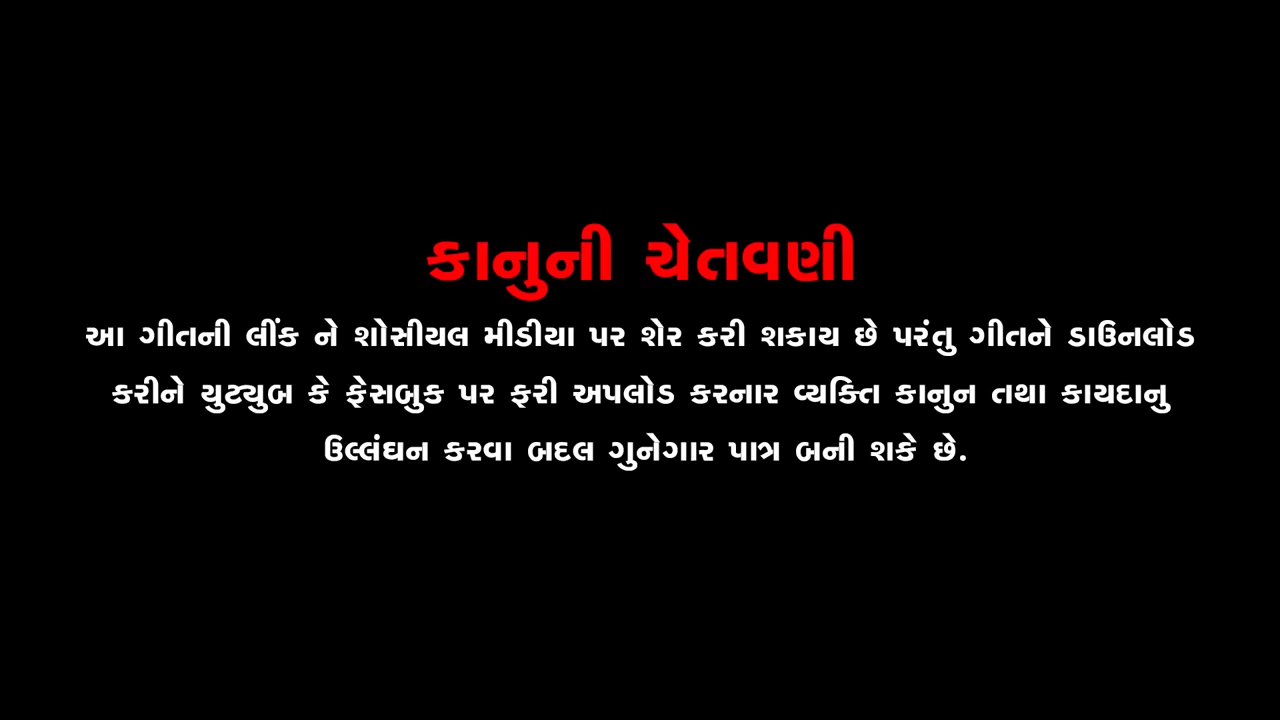 કાનુની ચેતવણી
આ ગીતની લીંક ને શોસીયલ મીડીયા પર શેર કરી શકાય છે પરંતુ ગીતને ડાઉનલોડ
કરીને યુટ્યુબ કે ફેસબુક પર ફરી અપલોડ કરનાર વ્યક્તિ કાનુન તથા કાયદાનુ
ઉલ્લંઘન કરવા બદલ ગુનેગાર પાત્ર બની શકે છે.